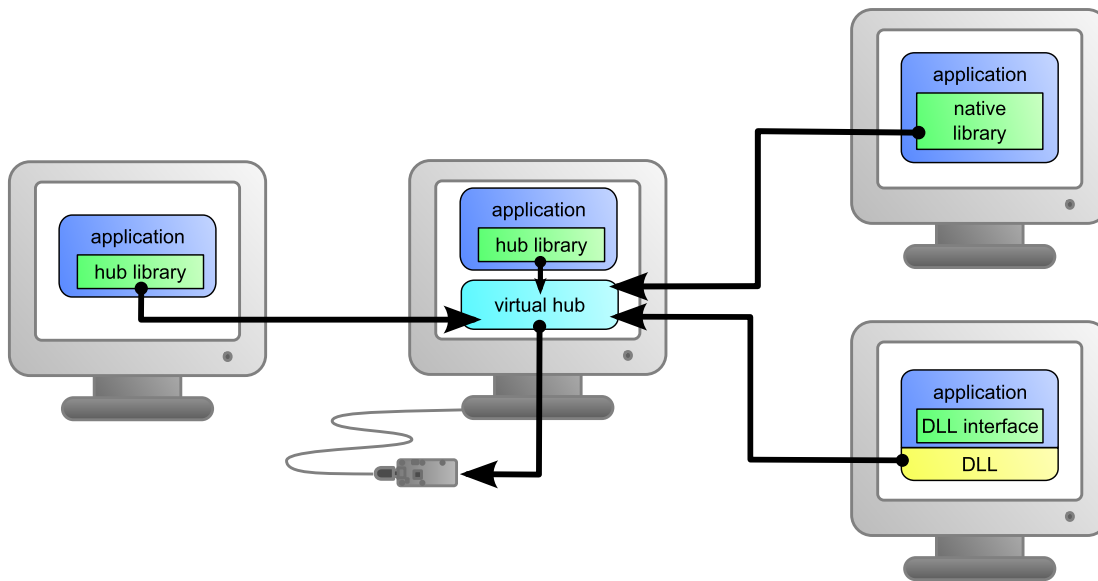 application
hub library
application
hub library
virtual hub
application
native
library
application
DLL interface
DLL